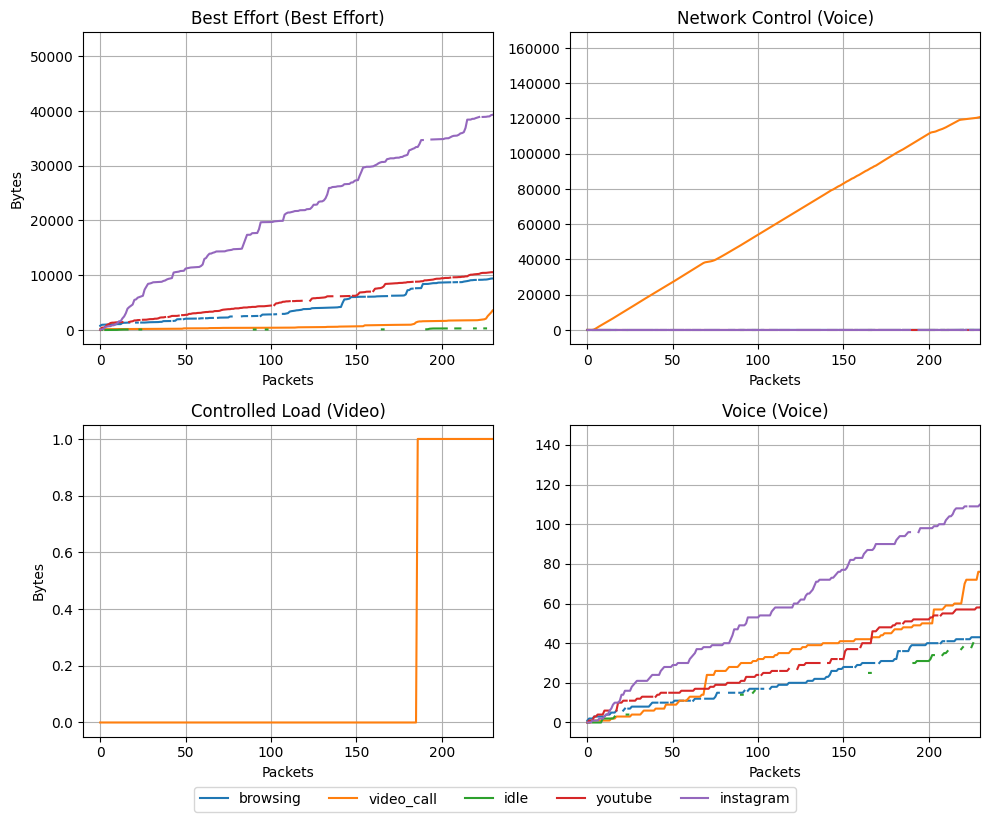 Best Effort (Best Effort)
Bytes
50000
40000
30000
20000
10000
0
0 50 100 150 200
Packets
Network Control (Voice)
160000
140000
120000
100000
80000
60000
40000
20000
0
0 50 100 150 200
Packets
Controlled Load (Video)
Bytes
1.0
0.8
0.6
0.4
0.2
0.0
0 50 100 150 200
Packets
Voice (Voice)
140
120
100
80
60
40
20
0
0 50 100 150 200
Packets
browsing video_call idle youtube instagram